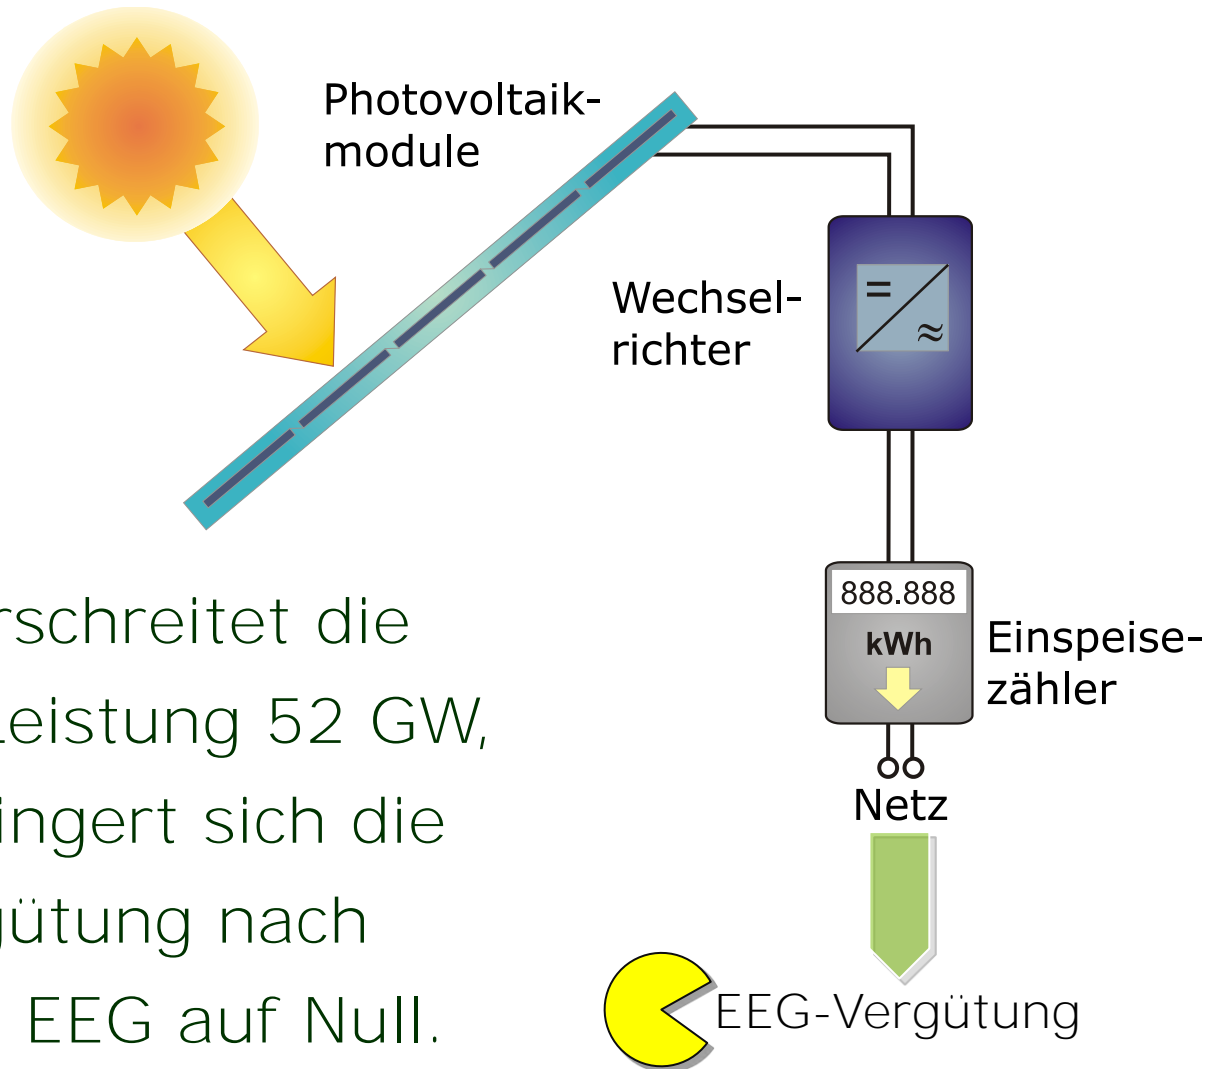 Photovoltaik-
module
Wechsel-
richter
=
≈
888.888
kWh
Einspeise-
zähler
Netz
rschreitet die
Leistung 52 GW,
ingert sich die
gütung nach
EEG auf Null.
EEG-Vergütung